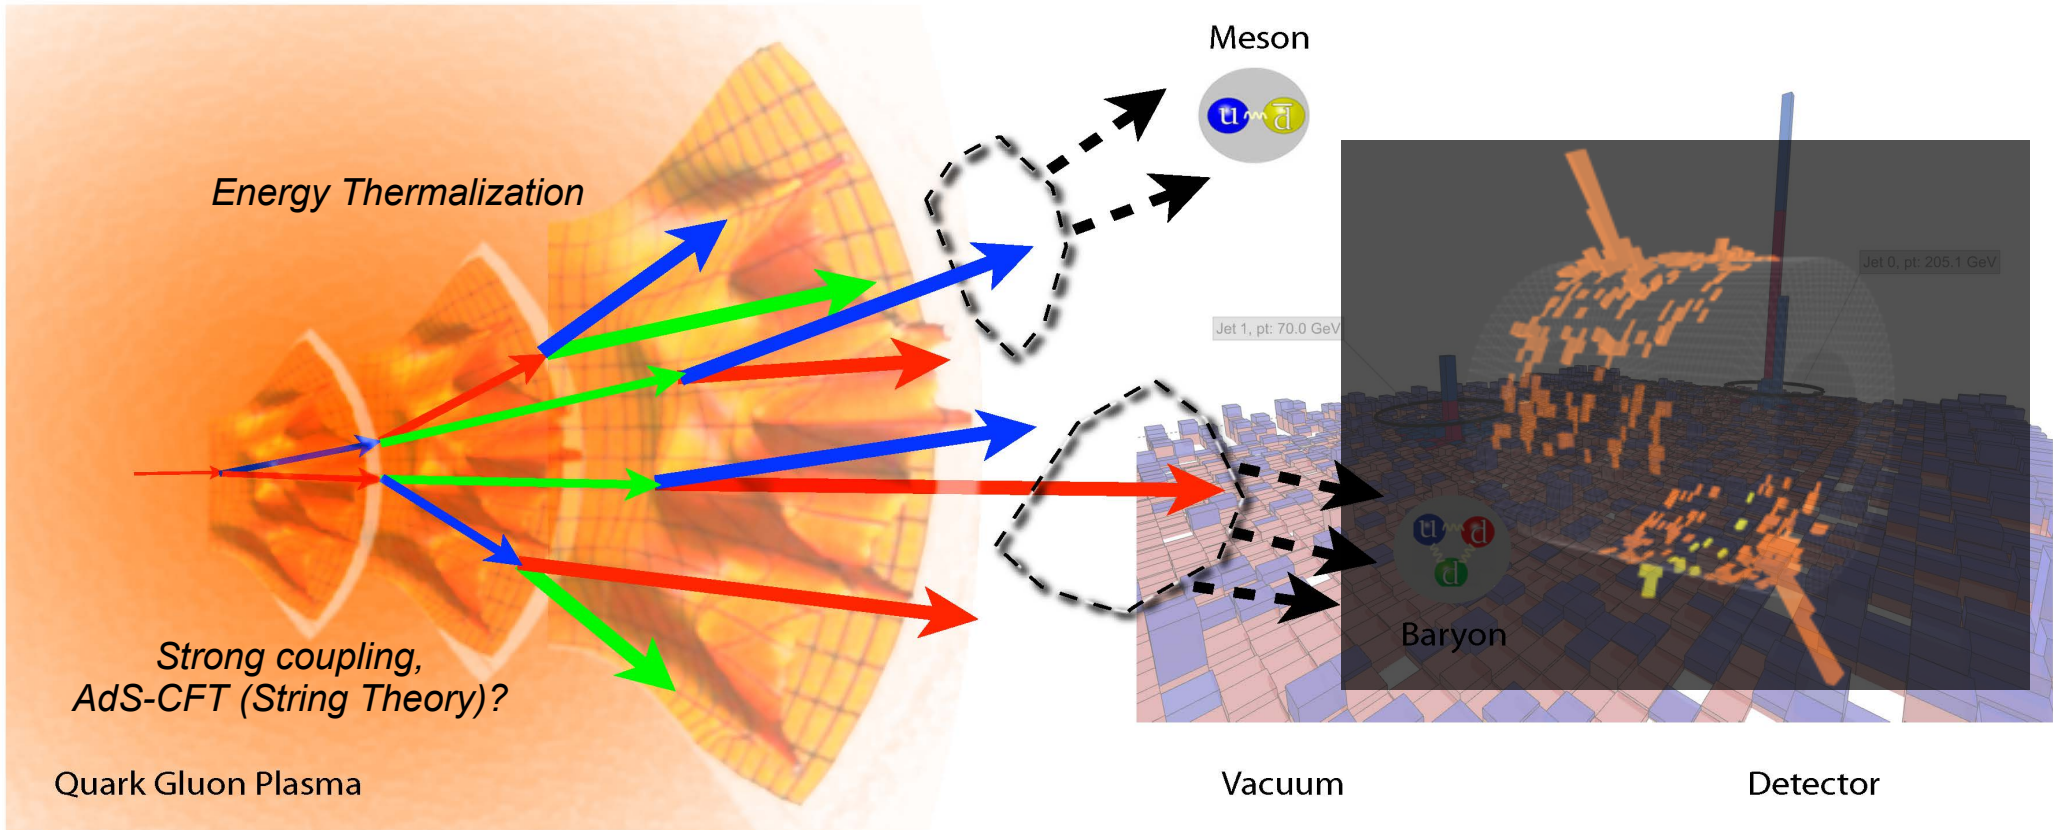 Meson
u d̅
Energy Thermalization
Jet 0, pt: 205.1 GeV
Jet 1, pt: 70.0 GeV
u d
d
Baryon
Strong coupling,
AdS-CFT (String Theory)?
Quark Gluon Plasma
Vacuum
Detector